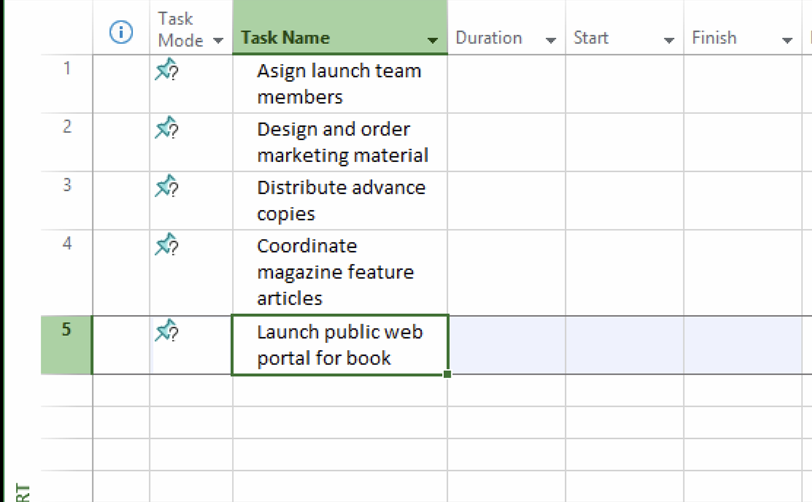 Task
Mode
Task Name
Duration
Start
Finish
1
Asign launch team
members
2
Design and order
marketing material
3
Distribute advance
copies
4
Coordinate
magazine feature
articles
5
Launch public web
portal for book
RT